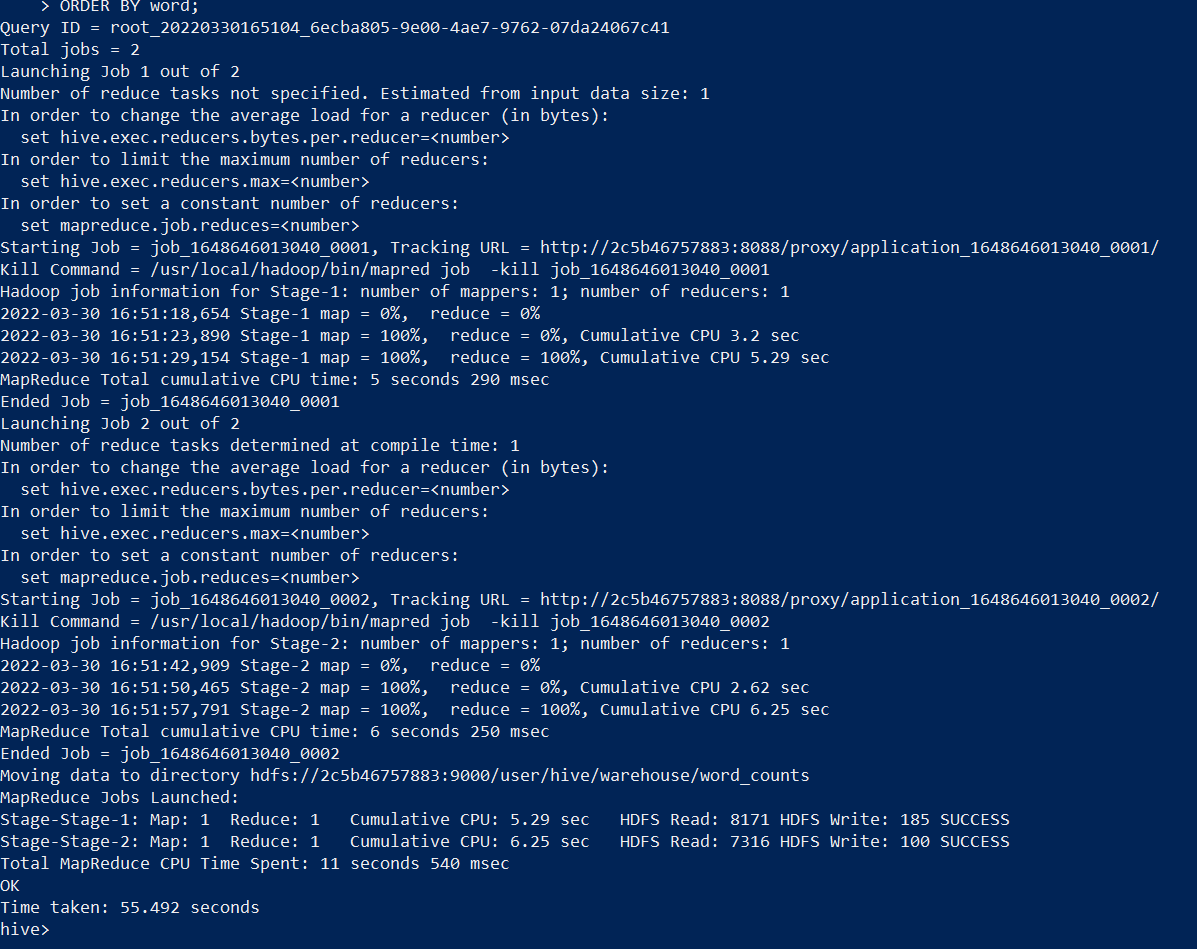 > ORDER BY word;
Query ID = root_20220330165104_6ecba805-9e00-4ae7-9762-07da24067c41
Total jobs = 2
Launching Job 1 out of 2
Number of reduce tasks not specified. Estimated from input data size: 1
In order to change the average load for a reducer (in bytes):
  set hive.exec.reducers.bytes.per.reducer=<number>
In order to limit the maximum number of reducers:
  set hive.exec.reducers.max=<number>
In order to set a constant number of reducers:
  set mapreduce.job.reduces=<number>
Starting Job = job_1648646013040_0001, Tracking URL = http://2c5b46757883:8088/proxy/application_1648646013040_0001/
Kill Command = /usr/local/hadoop/bin/mapred job  -kill job_1648646013040_0001
Hadoop job information for Stage-1: number of mappers: 1; number of reducers: 1
2022-03-30 16:51:18,654 Stage-1 map = 0%,  reduce = 0%
2022-03-30 16:51:23,890 Stage-1 map = 100%,  reduce = 0%, Cumulative CPU 3.2 sec
2022-03-30 16:51:29,154 Stage-1 map = 100%,  reduce = 100%, Cumulative CPU 5.29 sec
MapReduce Total cumulative CPU time: 5 seconds 290 msec
Ended Job = job_1648646013040_0001
Launching Job 2 out of 2
Number of reduce tasks determined at compile time: 1
In order to change the average load for a reducer (in bytes):
  set hive.exec.reducers.bytes.per.reducer=<number>
In order to limit the maximum number of reducers:
  set hive.exec.reducers.max=<number>
In order to set a constant number of reducers:
  set mapreduce.job.reduces=<number>
Starting Job = job_1648646013040_0002, Tracking URL = http://2c5b46757883:8088/proxy/application_1648646013040_0002/
Kill Command = /usr/local/hadoop/bin/mapred job  -kill job_1648646013040_0002
Hadoop job information for Stage-2: number of mappers: 1; number of reducers: 1
2022-03-30 16:51:42,909 Stage-2 map = 0%,  reduce = 0%
2022-03-30 16:51:50,465 Stage-2 map = 100%,  reduce = 0%, Cumulative CPU 2.62 sec
2022-03-30 16:51:57,791 Stage-2 map = 100%,  reduce = 100%, Cumulative CPU 6.25 sec
MapReduce Total cumulative CPU time: 6 seconds 250 msec
Ended Job = job_1648646013040_0002
Moving data to directory hdfs://2c5b46757883:9000/user/hive/warehouse/word_counts
MapReduce Jobs Launched:
Stage-Stage-1: Map: 1  Reduce: 1   Cumulative CPU: 5.29 sec   HDFS Read: 8171 HDFS Write: 185 SUCCESS
Stage-Stage-2: Map: 1  Reduce: 1   Cumulative CPU: 6.25 sec   HDFS Read: 7316 HDFS Write: 100 SUCCESS
Total MapReduce CPU Time Spent: 11 seconds 540 msec
OK
Time taken: 55.492 seconds
hive>